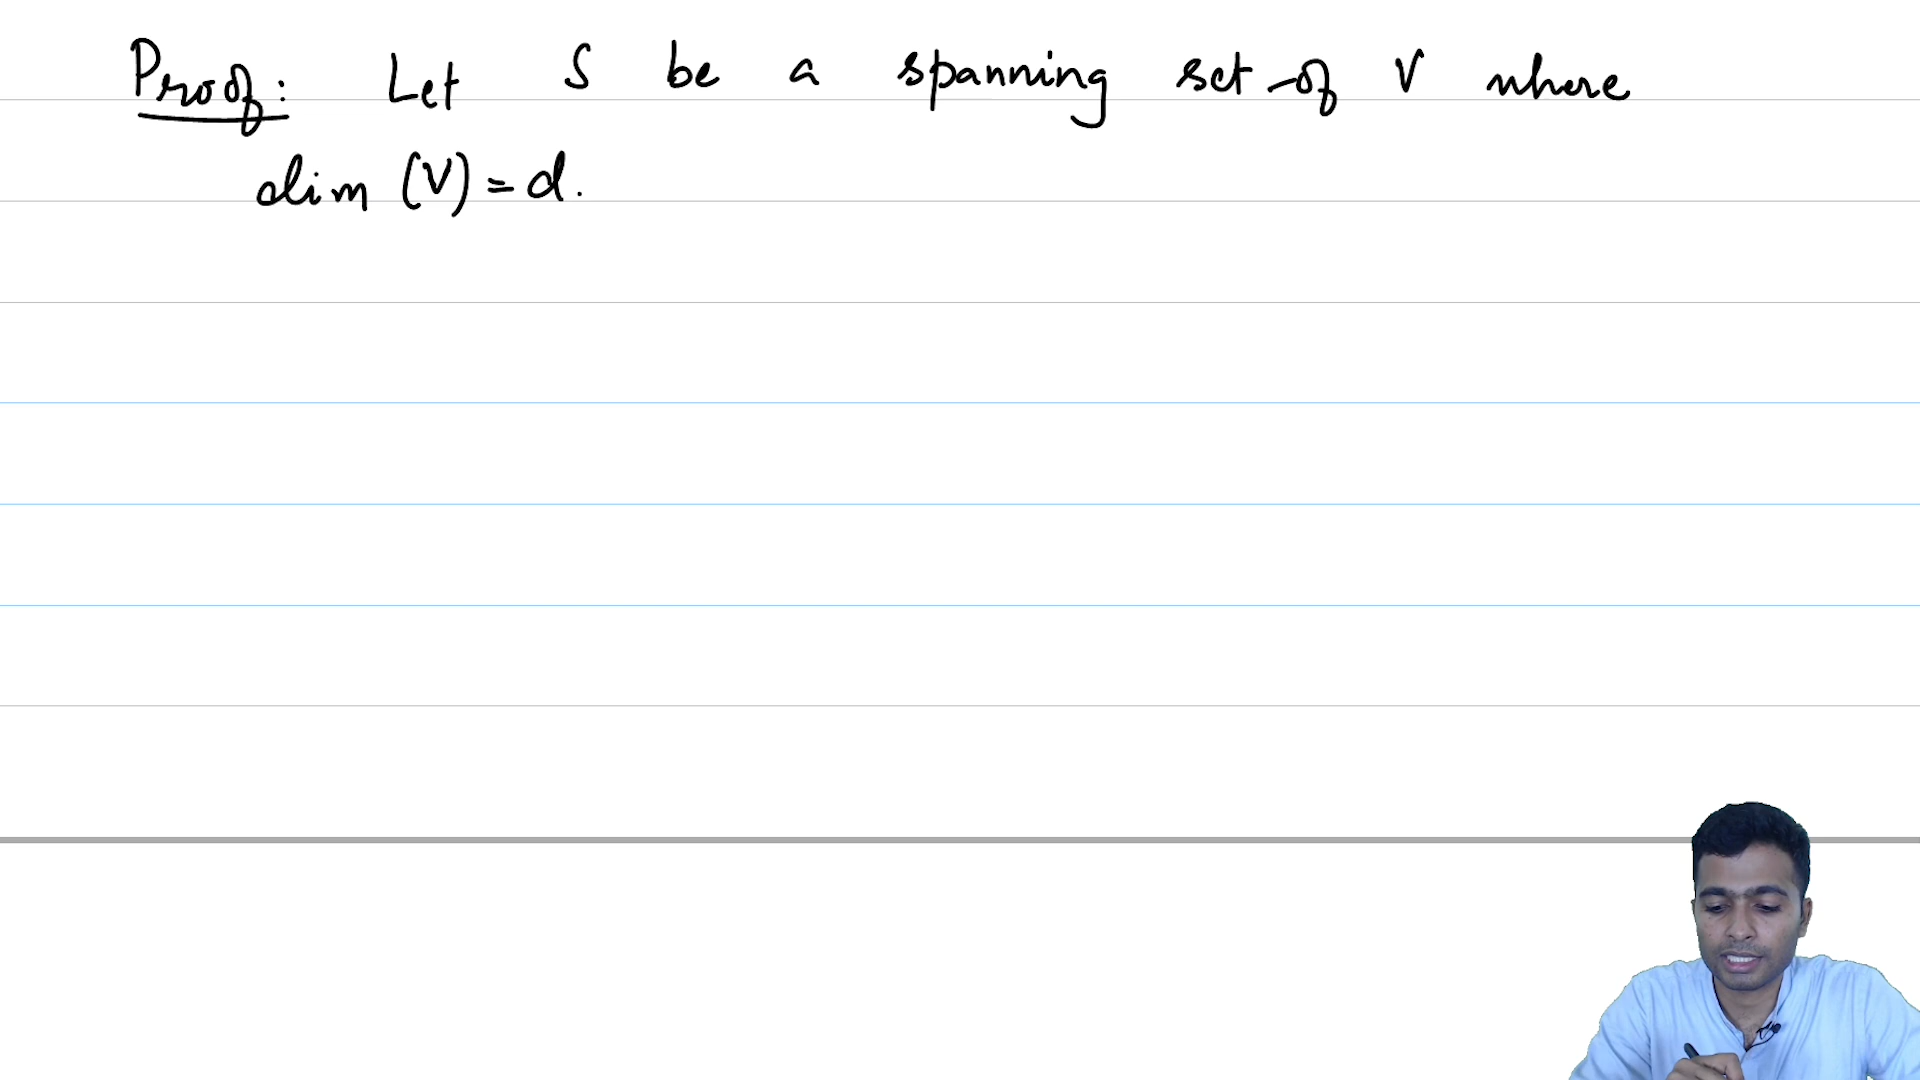 Proof: Let S be a spanning set of V where
dim (V) = d.